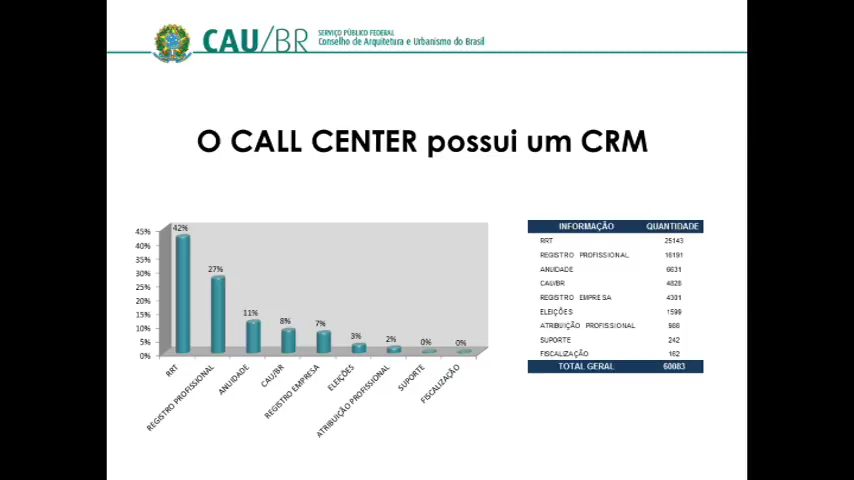 CAU/BR
SERVIÇO PÚBLICO FEDERAL
Conselho de Arquitetura e Urbanismo do Brasil
O CALL CENTER possui um CRM
45%
40%
35%
30%
25%
20%
15%
10%
5%
0%
42%
27%
11%
8%
7%
3%
2%
0%
0%
RRT
REGISTRO PROFISSIONAL
ANUIDADE
CAU/BR
REGISTRO EMPRESA
ELEIÇÕES
ATRIBUIÇÃO PROFISSIONAL
SUPORTE
FISCALIZAÇÃO
INFORMAÇÃO QUANTIDADE
RRT 25143
REGISTRO PROFISSIONAL 16191
ANUIDADE 6631
CAU/BR 4828
REGISTRO EMPRESA 4301
ELEIÇÕES 1599
ATRIBUIÇÃO PROFISSIONAL 986
SUPORTE 242
FISCALIZAÇÃO 162
TOTAL GERAL 60083